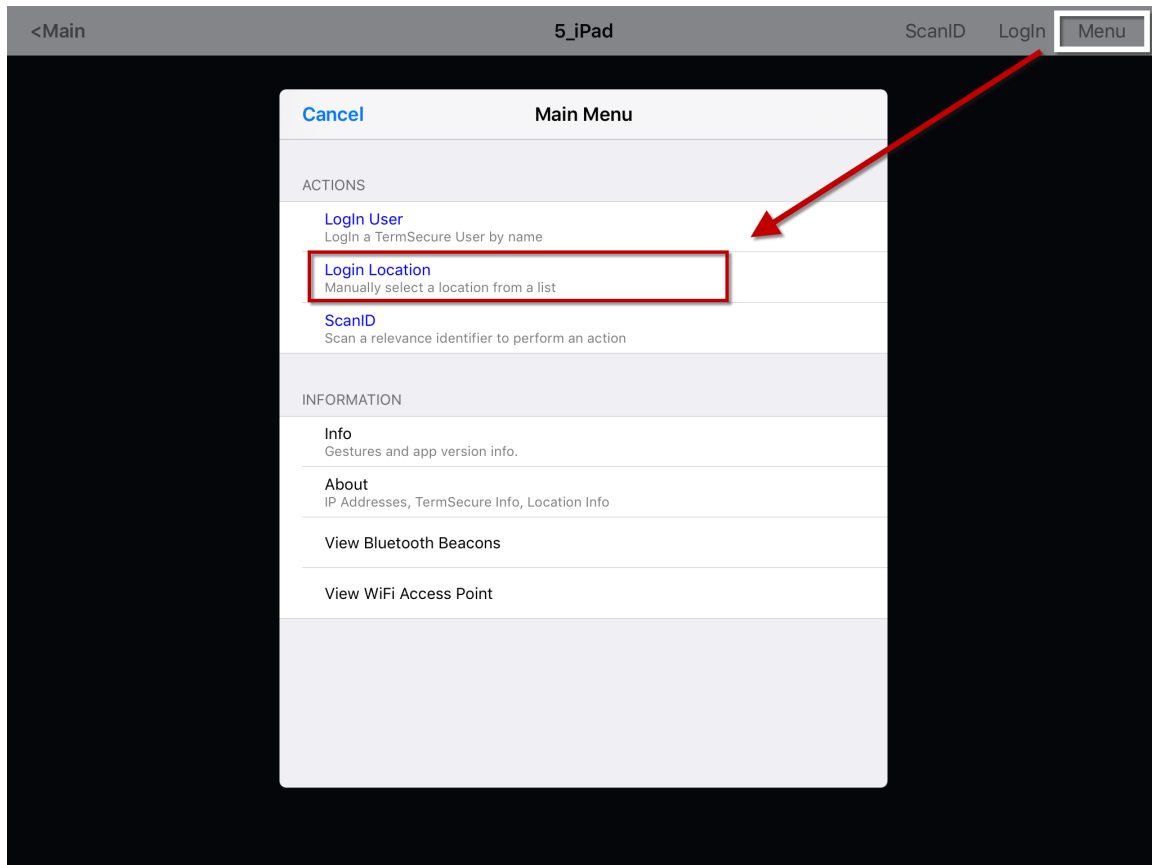 <Main 5_iPad ScanID LogIn Menu
Cancel Main Menu
ACTIONS
LogIn User
LogIn a TermSecure User by name
Login Location
Manually select a location from a list
ScanID
Scan a relevance identifier to perform an action
INFORMATION
Info
Gestures and app version info.
About
IP Addresses, TermSecure Info, Location Info
View Bluetooth Beacons
View WiFi Access Point